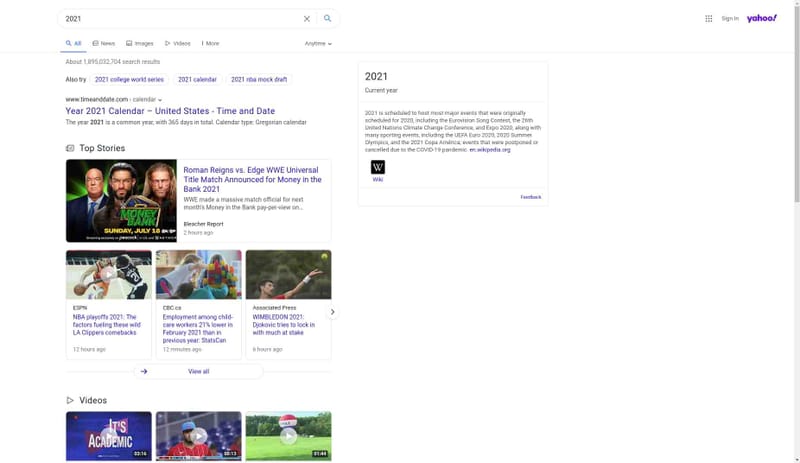 2021
Sign In
yahoo!
All
News
Images
Videos
More
Anytime
About 1,895,032,704 search results
Also try
2021 college world series
2021 calendar
2021 nba mock draft
www.timeanddate.com › calendar
Year 2021 Calendar – United States - Time and Date
The year 2021 is a common year, with 365 days in total. Calendar type: Gregorian calendar
Top Stories
MONEY
BANK
SUNDAY, JULY 18
Roman Reigns vs. Edge WWE Universal
Title Match Announced for Money in the
Bank 2021
WWE made a massive match official for next
month's Money in the Bank pay-per-view on...
Bleacher Report
2 hours ago
ESPN
NBA playoffs 2021: The
factors fueling these wild
LA Clippers comebacks
12 hours ago
CBC.ca
Employment among child-
care workers 21% lower in
February 2021 than in
previous year: StatsCan
12 minutes ago
Associated Press
WIMBLEDON 2021:
Djokovic tries to lock in
with much at stake
6 hours ago
View all
Videos
IT'S
ACADEMIC
03:16
00:13
01:44
2021
Current year
2021 is scheduled to host most major events that were originally
scheduled for 2020, including the Eurovision Song Contest, the 26th
United Nations Climate Change Conference, and Expo 2020, along with
many sporting events, including the UEFA Euro 2020, 2020 Summer
Olympics, and the 2021 Copa América; events that were postponed or
cancelled due to the COVID-19 pandemic. en.wikipedia.org
W
Wiki
Feedback